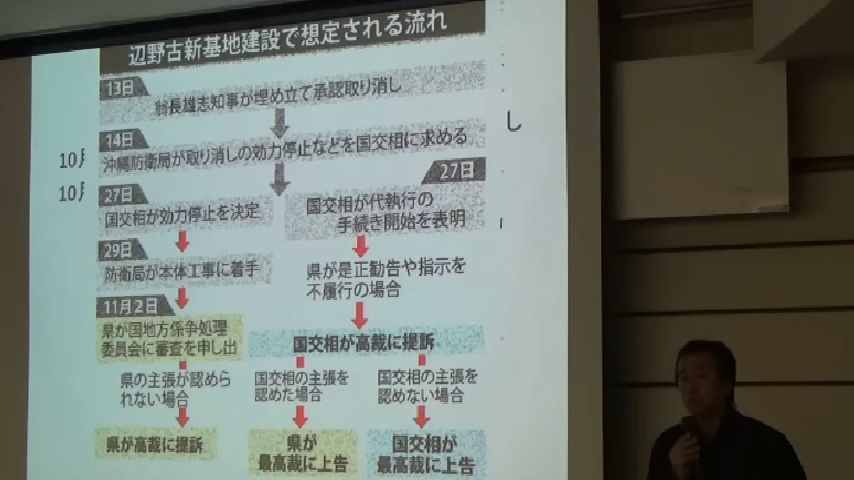 辺野古新基地建設で想定される流れ
13日
翁長雄志知事が埋め立て承認取り消し
し
14日
沖縄防衛局が取り消しの効力停止などを国交相に求める
10月
10月
27日
国交相が効力停止を決定
27日
国交相が代執行の
手続き開始を表明
29日
防衛局が本体工事に着手
県が是正勧告や指示を
不履行の場合
11月2日
県が国地方係争処理
委員会に審査を申し出
国交相が高裁に提訴
県の主張が認めら
れない場合
国交相の主張を
認めた場合
国交相の主張を
認めない場合
県が高裁に提訴
県が
最高裁に上告
国交相が
最高裁に上告